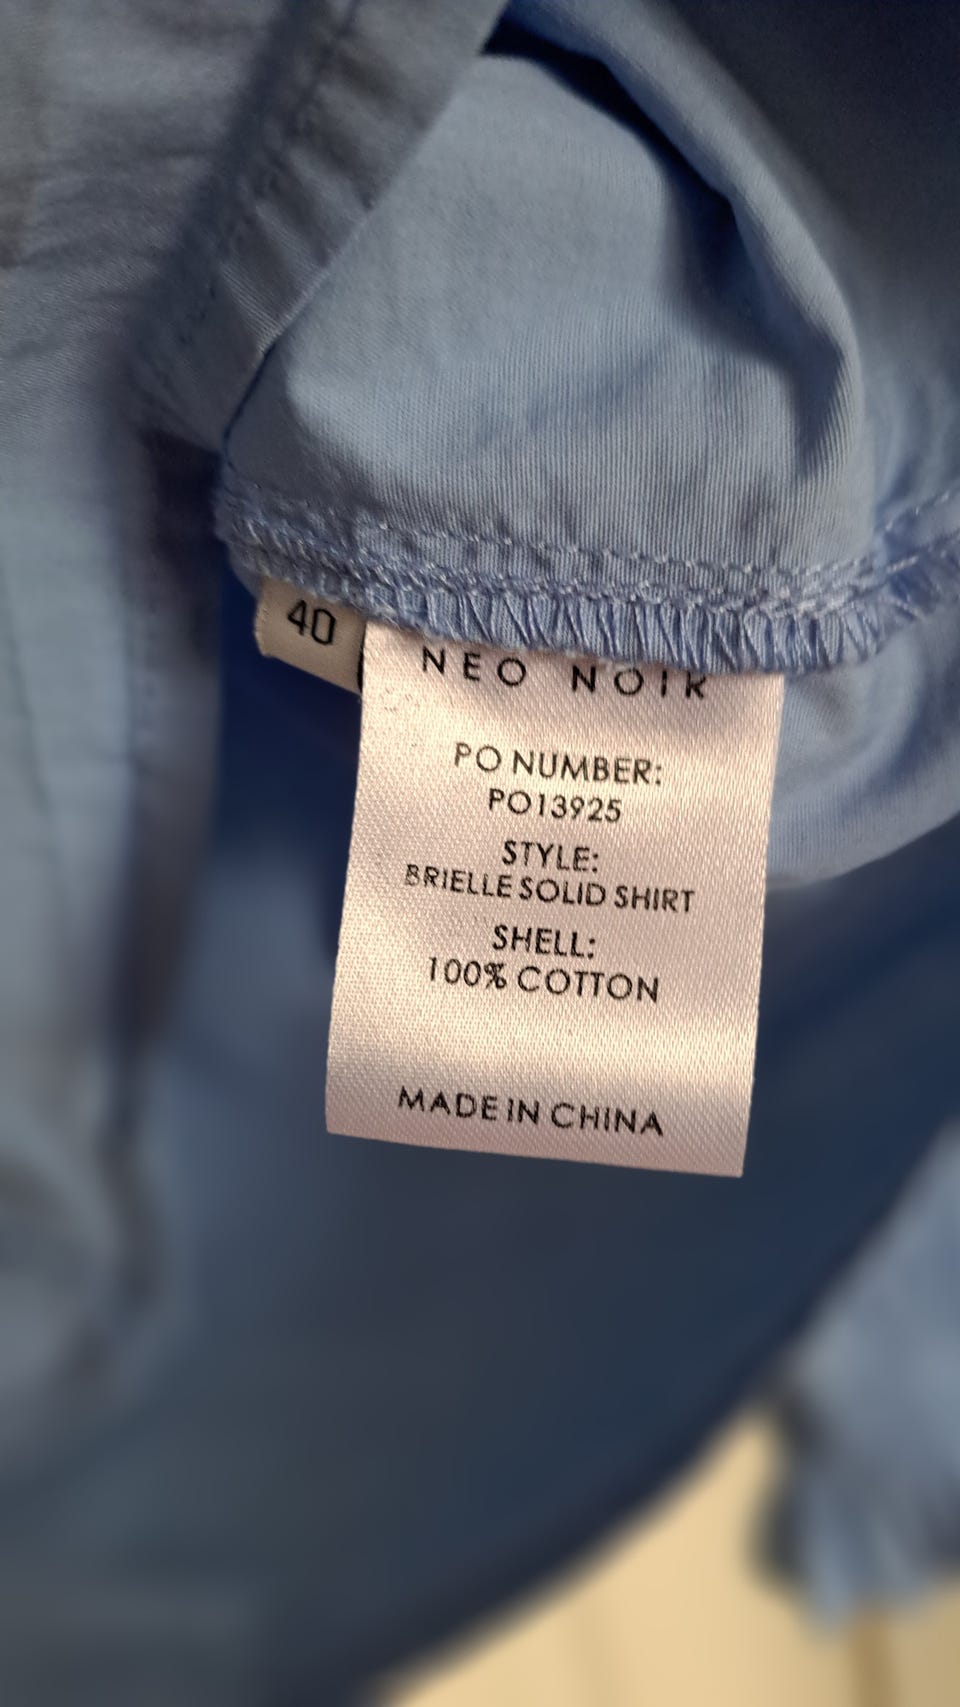 40
NEO NOIR
PO NUMBER:
PO13925
STYLE:
BRIELLE SOLID SHIRT
SHELL:
100% COTTON
MADE IN CHINA